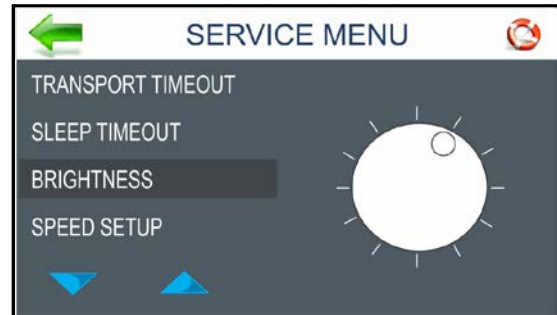 SERVICE MENU
TRANSPORT TIMEOUT
SLEEP TIMEOUT
BRIGHTNESS
SPEED SETUP